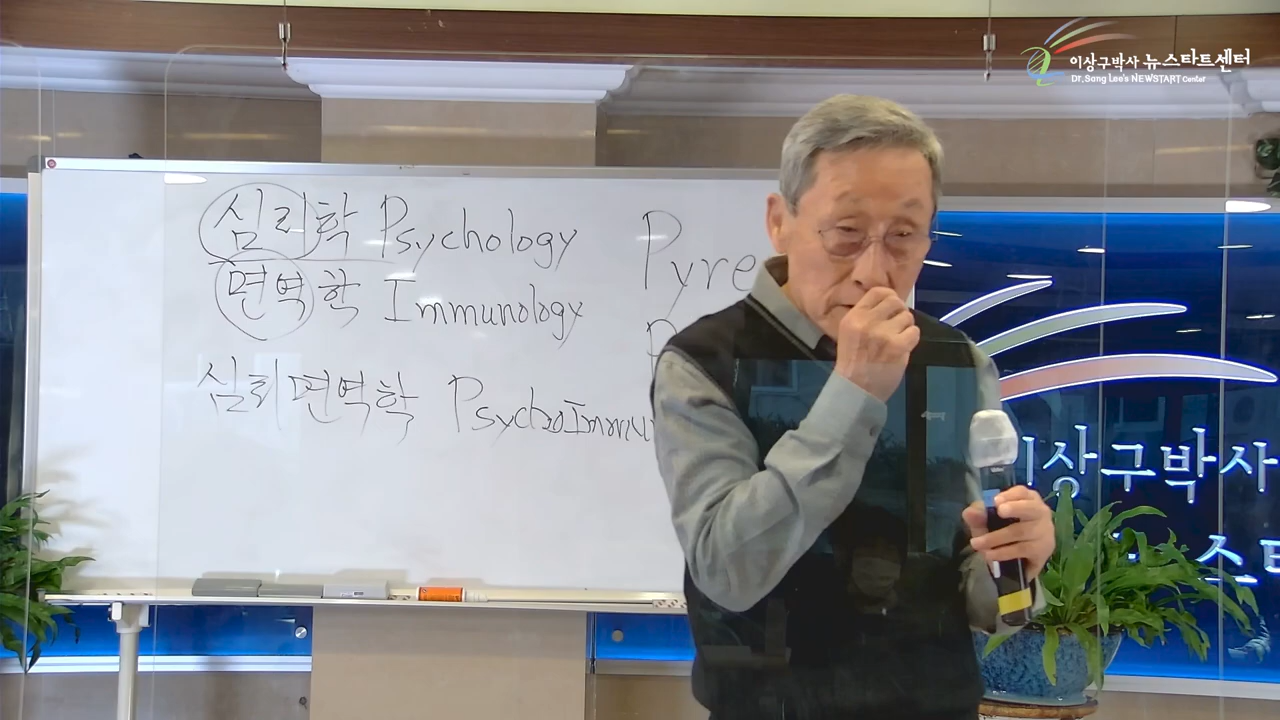 이상구박사 뉴스타트센터
Dr. Sang Lee's NEWSTART Center
심리학 Psychology
면역학 Immunology
심리면역학
Pyre
이상구박사